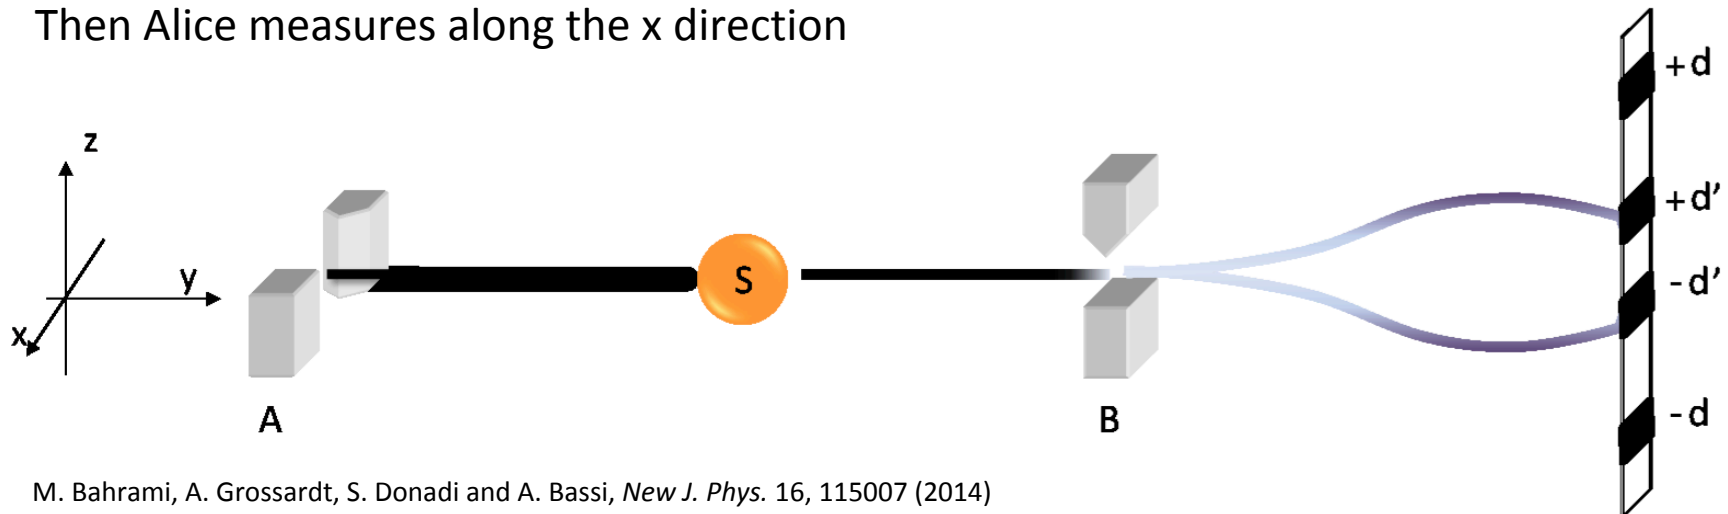 Then Alice measures along the x direction
+d
z
+d'
y
S
-d'
x
A
B
-d
M. Bahrami, A. Grossardt, S. Donadi and A. Bassi, New J. Phys. 16, 115007 (2014)